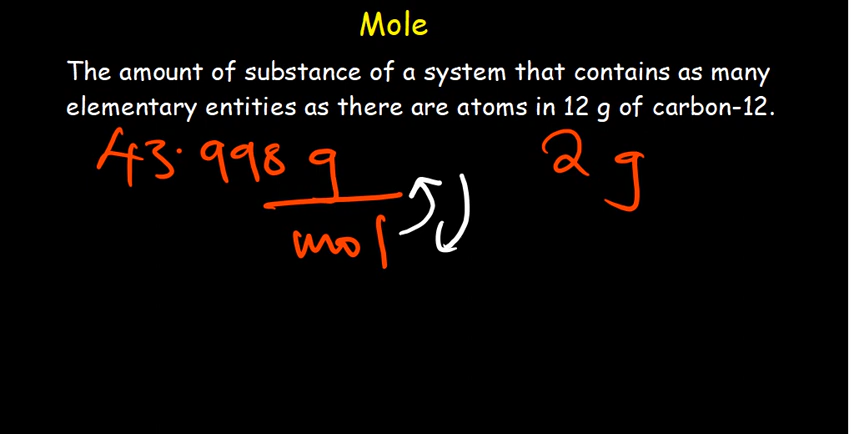 Mole
The amount of substance of a system that contains as many
elementary entities as there are atoms in 12 g of carbon-12.
43.998 g 2 g
mol